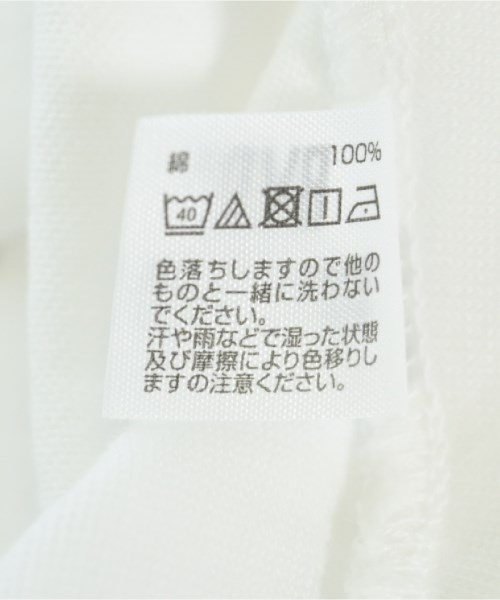 綿 100%
40
色落ちしますので他の
ものと一緒に洗わない
でください。
汗や雨などで湿った状態
及び摩擦により色移りし
ますの注意ください。